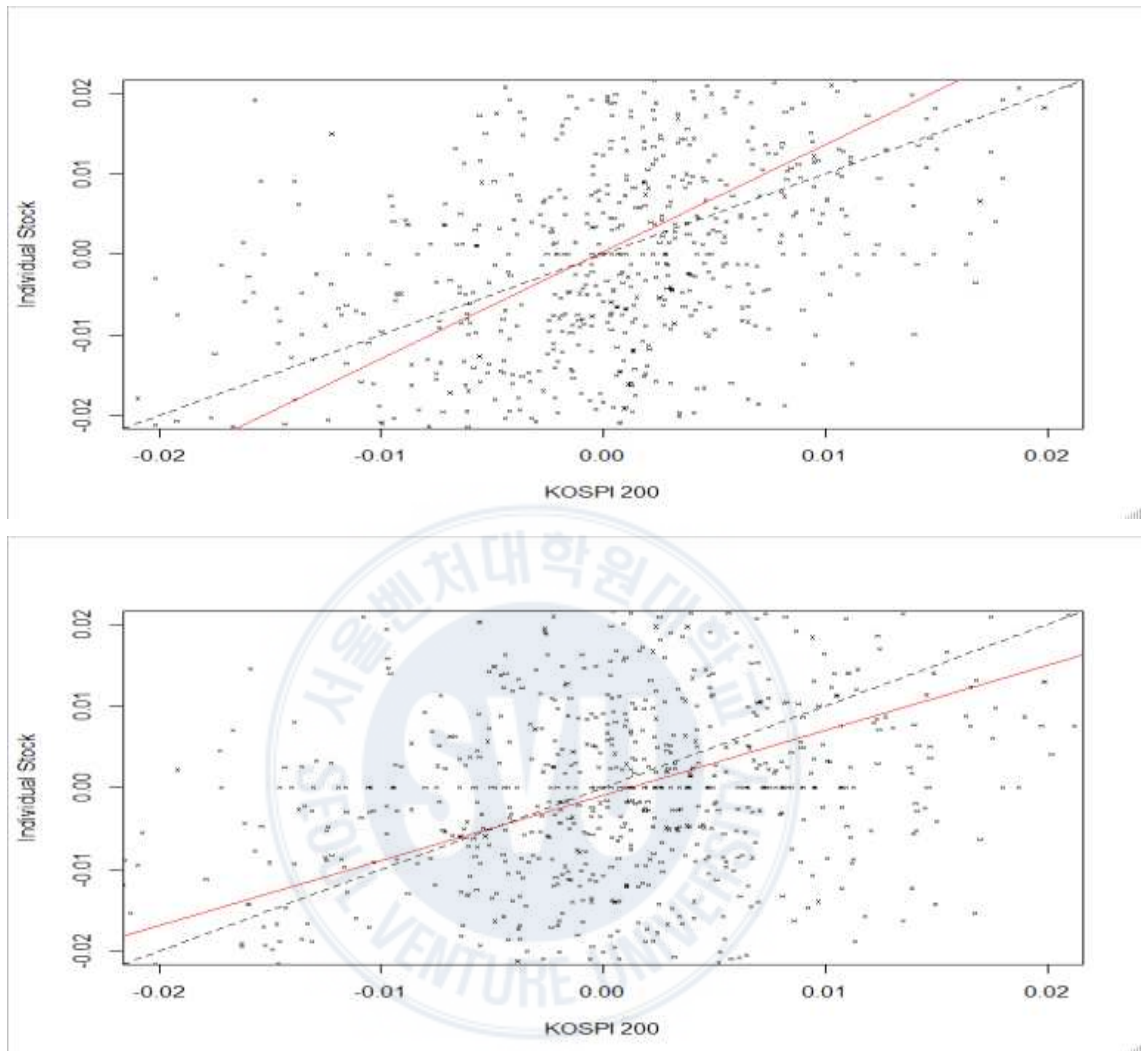 0.02
0.01
0.00
-0.01
-0.02
Individual Stock
-0.02 -0.01 0.00 0.01 0.02
KOSPI 200
서울벤처대학원대학교
SVU
SEOUL VENTURE UNIVERSITY
0.02
0.01
0.00
-0.01
-0.02
Individual Stock
-0.02 -0.01 0.00 0.01 0.02
KOSPI 200